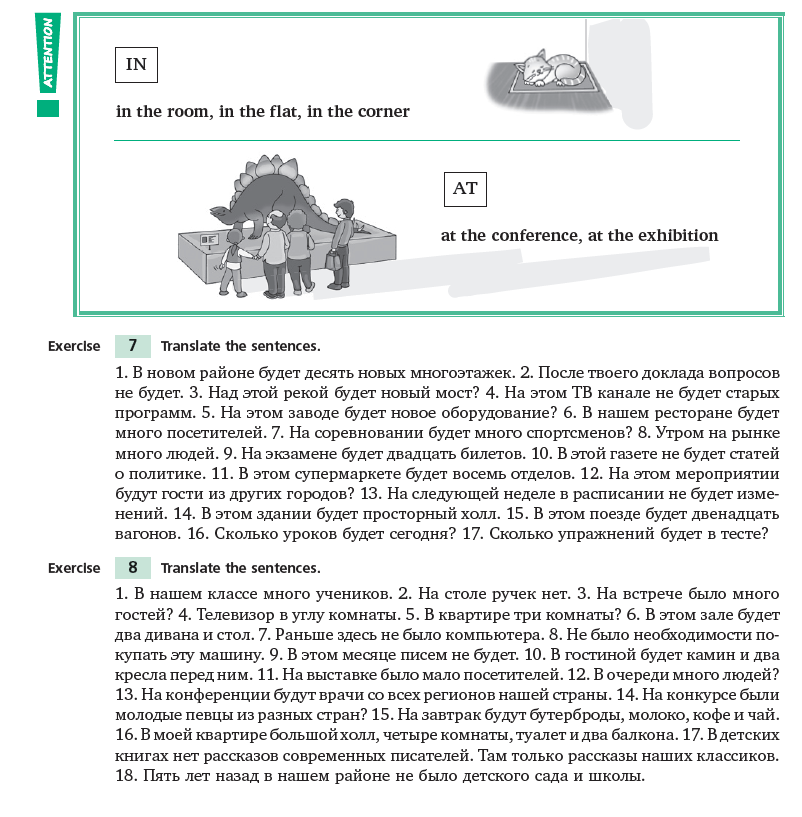 ATTENTION
IN
in the room, in the flat, in the corner
AT
at the conference, at the exhibition
Exercise 7 Translate the sentences.
1. В новом районе будет десять новых многоэтажек. 2. После твоего доклада вопросов
не будет. 3. Над этой рекой будет новый мост? 4. На этом ТВ канале не будет старых
программ. 5. На этом заводе будет новое оборудование? 6. В нашем ресторане будет
много посетителей. 7. На соревновании будет много спортсменов? 8. Утром на рынке
много людей. 9. На экзамене будет двадцать билетов. 10. В этой газете не будет статей
о политике. 11. В этом супермаркете будет восемь отделов. 12. На этом мероприятии
будут гости из других городов? 13. На следующей неделе в расписании не будет изме-
нений. 14. В этом здании будет просторный холл. 15. В этом поезде будет двенадцать
вагонов. 16. Сколько уроков будет сегодня? 17. Сколько упражнений будет в тесте?
Exercise 8 Translate the sentences.
1. В нашем классе много учеников. 2. На столе ручек нет. 3. На встрече было много
гостей? 4. Телевизор в углу комнаты. 5. В квартире три комнаты? 6. В этом зале будет
два дивана и стол. 7. Раньше здесь не было компьютера. 8. Не было необходимости по-
купать эту машину. 9. В этом месяце писем не будет. 10. В гостиной будет камин и два
кресла перед ним. 11. На выставке было мало посетителей. 12. В очереди много людей?
13. На конференции будут врачи со всех регионов нашей страны. 14. На конкурсе были
молодые певцы из разных стран? 15. На завтрак будут бутерброды, молоко, кофе и чай.
16. В моей квартире большой холл, четыре комнаты, туалет и два балкона. 17. В детских
книгах нет рассказов современных писателей. Там только рассказы наших классиков.
18. Пять лет назад в нашем районе не было детского сада и школы.